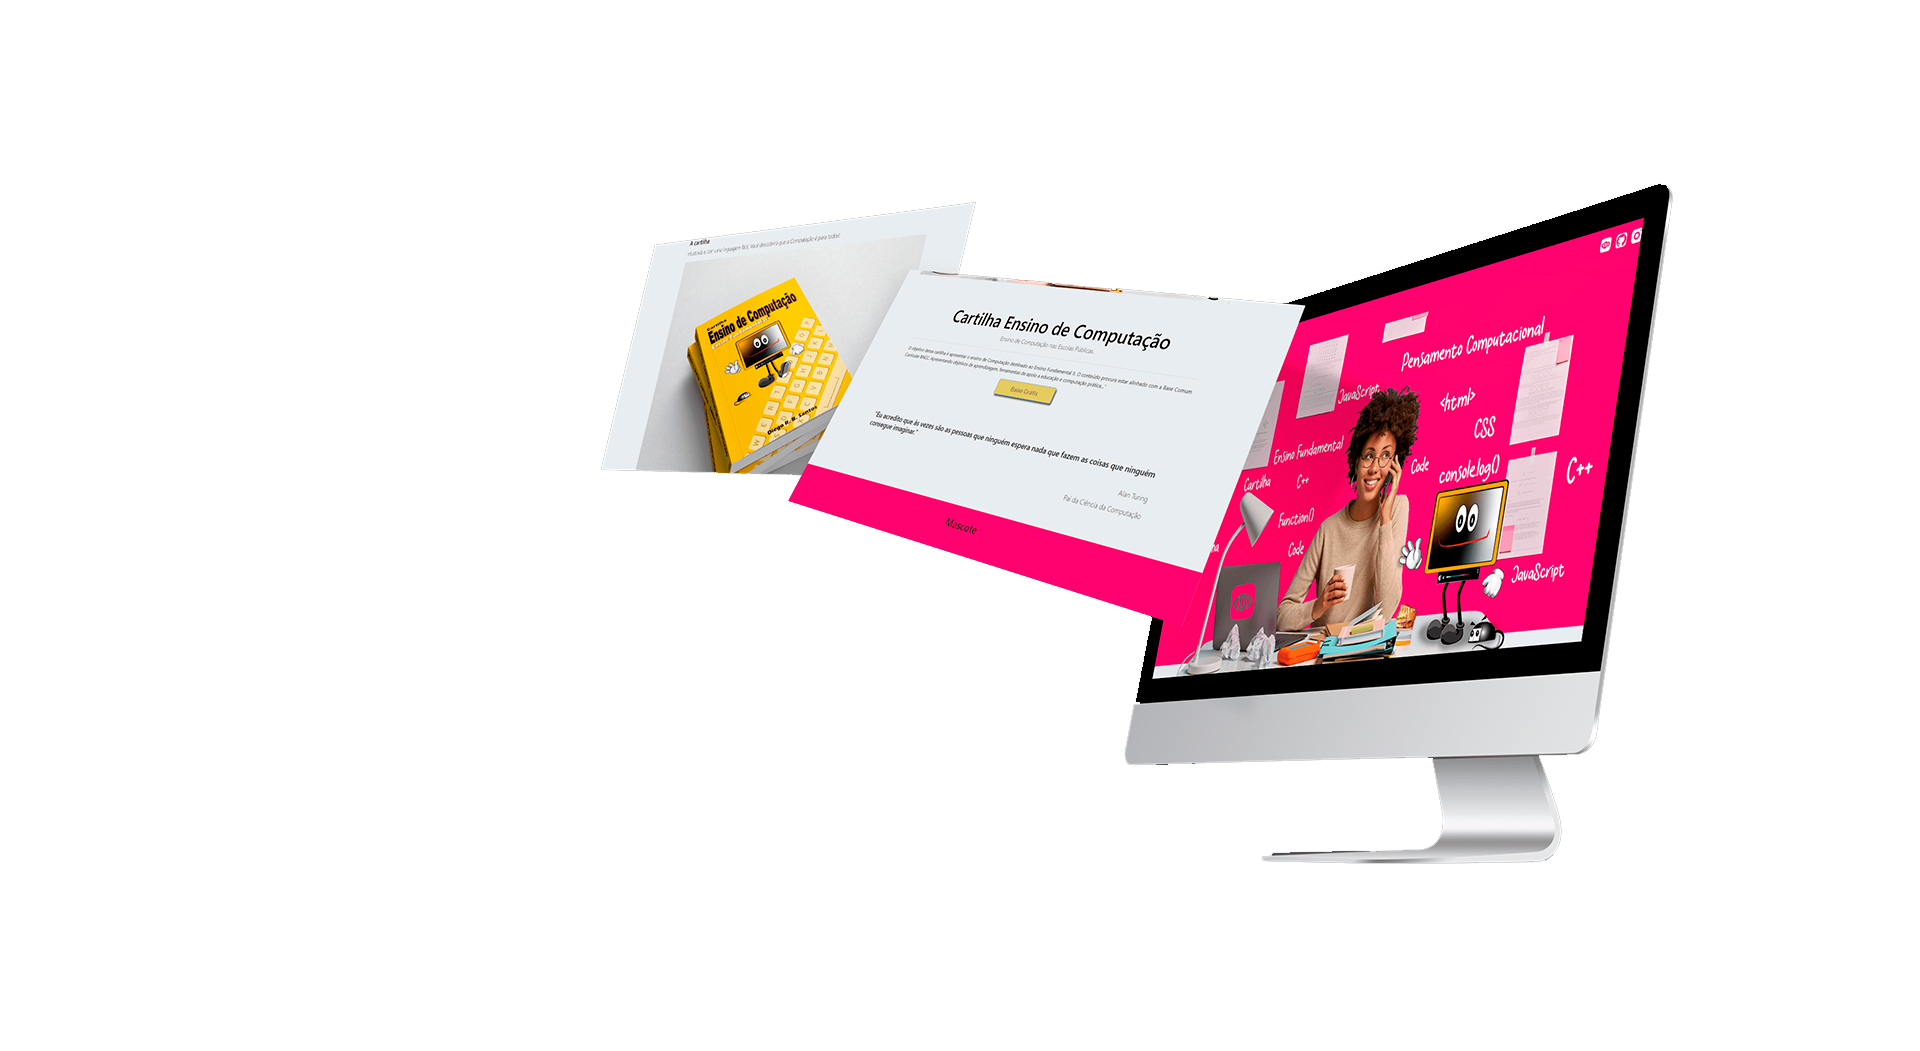 A cartilha
Ilustrada e com uma linguagem fácil, Você descobrirá que a Computação é para todos!
Cartilha
Ensino de Computação
Diego R. B. Santos
Cartilha Ensino de Computação
Ensino de Computação nas Escolas Públicas.
O objetivo dessa cartilha é apresentar o ensino de Computação destinado ao Ensino Fundamental II. O conteúdo procura estar alinhado com a Base Comum
Curricular BNCC. Apresentando objetivos de aprendizagem, ferramentas de apoio a educação e computação prática..."
Baixe Grátis
"Eu acredito que às vezes são as pessoas que ninguém espera nada que fazem as coisas que ninguém
consegue imaginar."
Alan Turing
Pai da Ciência da Computação
Mascote
Pensamento Computacional
JavaScript
<html>
CSS
Ensino Fundamental
Code
console.log()
C++
Cartilha
C++
Function()
Code
ha
JavaScript
</>